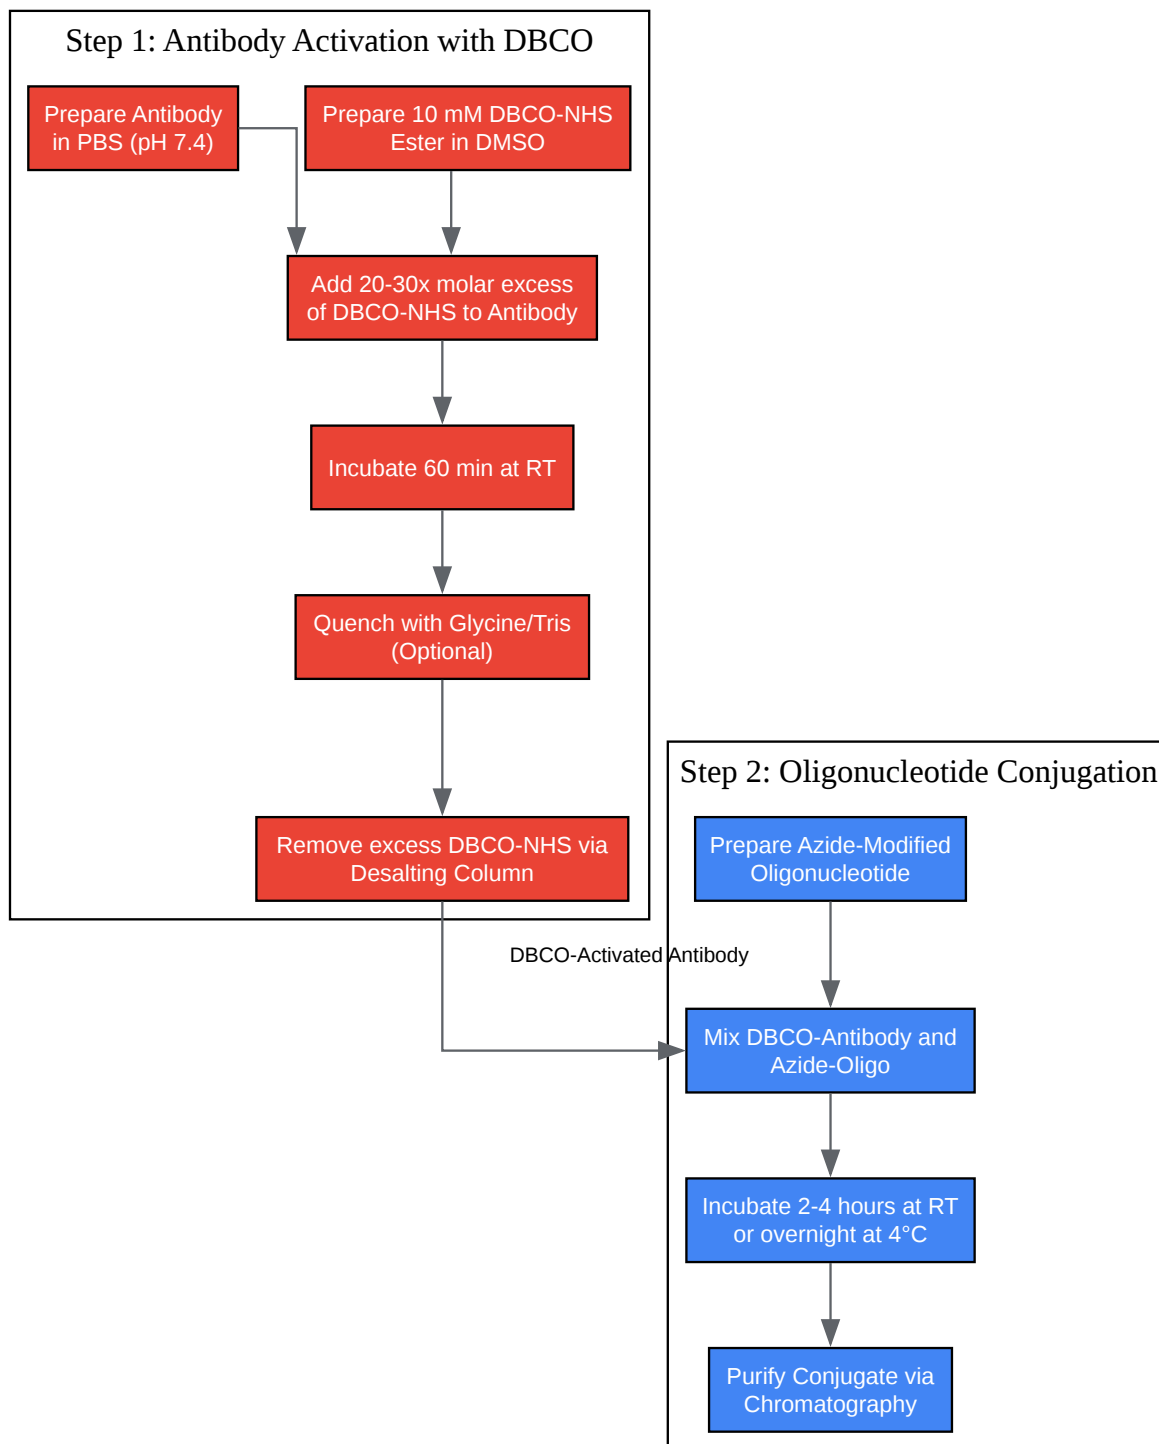 Step 1: Antibody Activation with DBCO
Prepare Antibody
in PBS (pH 7.4)
Prepare 10 mM DBCO-NHS
Ester in DMSO
Add 20-30x molar excess
of DBCO-NHS to Antibody
Incubate 60 min at RT
Quench with Glycine/Tris
(Optional)
Remove excess DBCO-NHS via
Desalting Column
DBCO-Activated Antibody
Step 2: Oligonucleotide Conjugation
Prepare Azide-Modified
Oligonucleotide
Mix DBCO-Antibody and
Azide-Oligo
Incubate 2-4 hours at RT
or overnight at 4°C
Purify Conjugate via
Chromatography